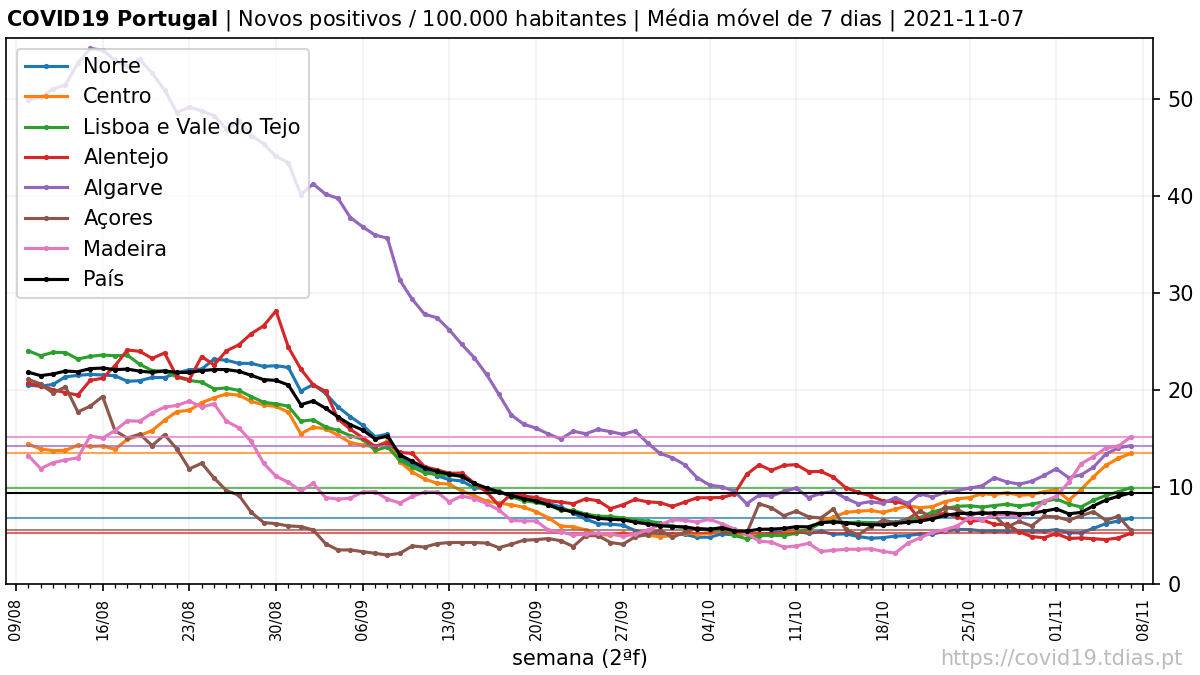 COVID19 Portugal | Novos positivos / 100.000 habitantes | Média móvel de 7 dias | 2021-11-07
Norte
Centro
Lisboa e Vale do Tejo
Alentejo
Algarve
Açores
Madeira
País
50
40
30
20
10
0
09/08
16/08
23/08
30/08
06/09
13/09
20/09
27/09
04/10
11/10
18/10
25/10
01/11
08/11
semana (2ªf)
https://covid19.tdias.pt